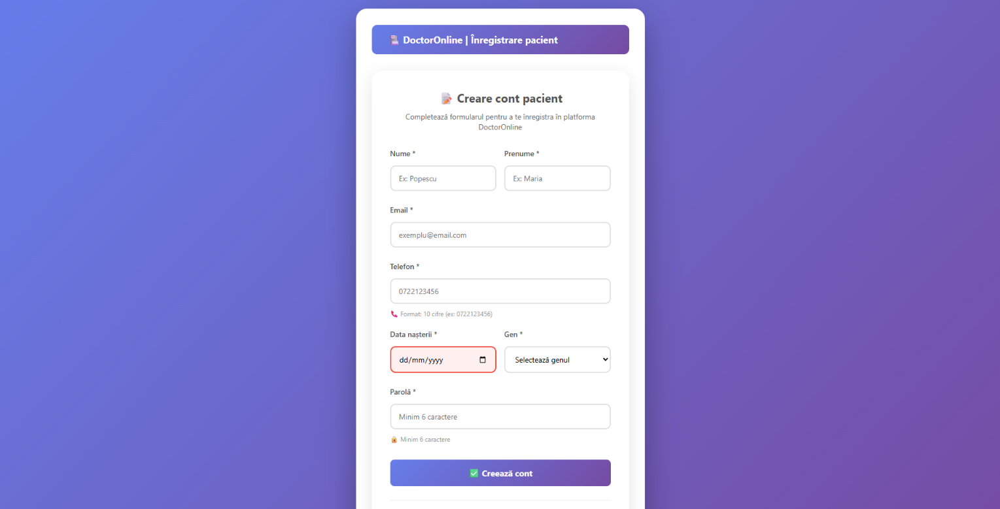 DoctorOnline | Înregistrare pacient
Creare cont pacient
Completează formularul pentru a te înregistra în platforma
DoctorOnline
Nume * Prenume *
Ex: Popescu Ex: Maria
Email *
exemplu@email.com
Telefon *
0722123456
Format: 10 cifre (ex: 0722123456)
Data nașterii * Gen *
dd/mm/yyyy Selectează genul
Parolă *
Minim 6 caractere
Minim 6 caractere
Creează cont